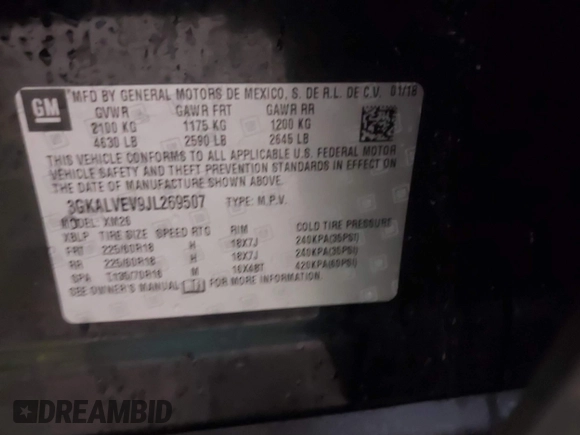 GM
MFD BY GENERAL MOTORS DE MEXICO, S. DE R.L. DE C.V. 01/18
GVWR GAWR FRT GAWR RR
2100 KG 1175 KG 1200 KG
4630 LB 2590 LB 2645 LB
THIS VEHICLE CONFORMS TO ALL APPLICABLE U.S. FEDERAL MOTOR
VEHICLE SAFETY AND THEFT PREVENTION STANDARDS IN EFFECT ON
THE DATE OF MANUFACTURE SHOWN ABOVE.
3GKALVEV9JL269507 TYPE: M.P.V.
MODEL: XM26
XBLP TIRE SIZE SPEED RTG RIM COLD TIRE PRESSURE
FRT 225/60R18 H 18X7J 240KPA(35PSI)
RR 225/60R18 H 18X7J 240KPA(35PSI)
SPA T135/70R16 M 16X4BT 420KPA(60PSI)
SEE OWNER'S MANUAL FOR MORE INFORMATION.
DREAMBID